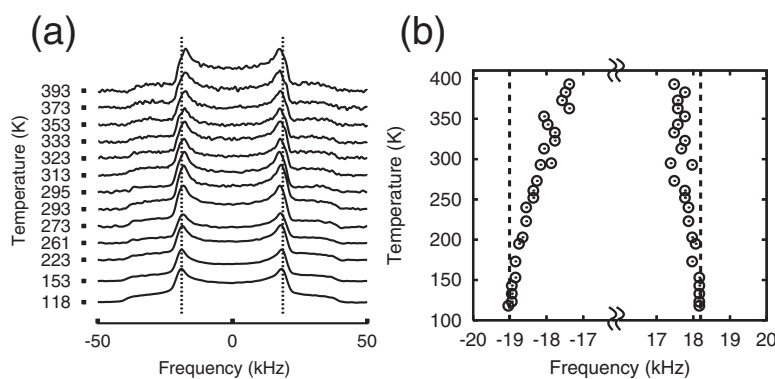 (a)
Temperature (K)
393
373
353
333
323
313
295
293
273
261
223
153
118
-50 0 50
Frequency (kHz)
(b)
Temperature (K)
400
350
300
250
200
150
100
-20 -19 -18 -17 17 18 19 20
Frequency (kHz)